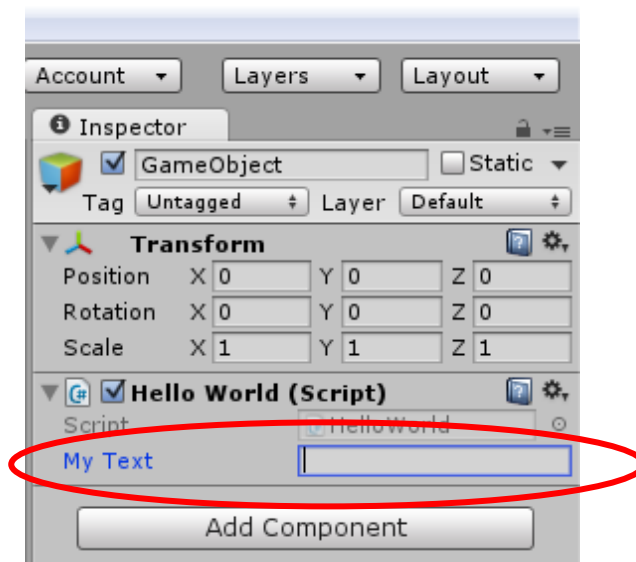 Account Layers Layout
Inspector
GameObject Static
Tag Untagged Layer Default
Transform
Position X 0 Y 0 Z 0
Rotation X 0 Y 0 Z 0
Scale X 1 Y 1 Z 1
Hello World (Script)
Script HelloWorld
My Text
Add Component